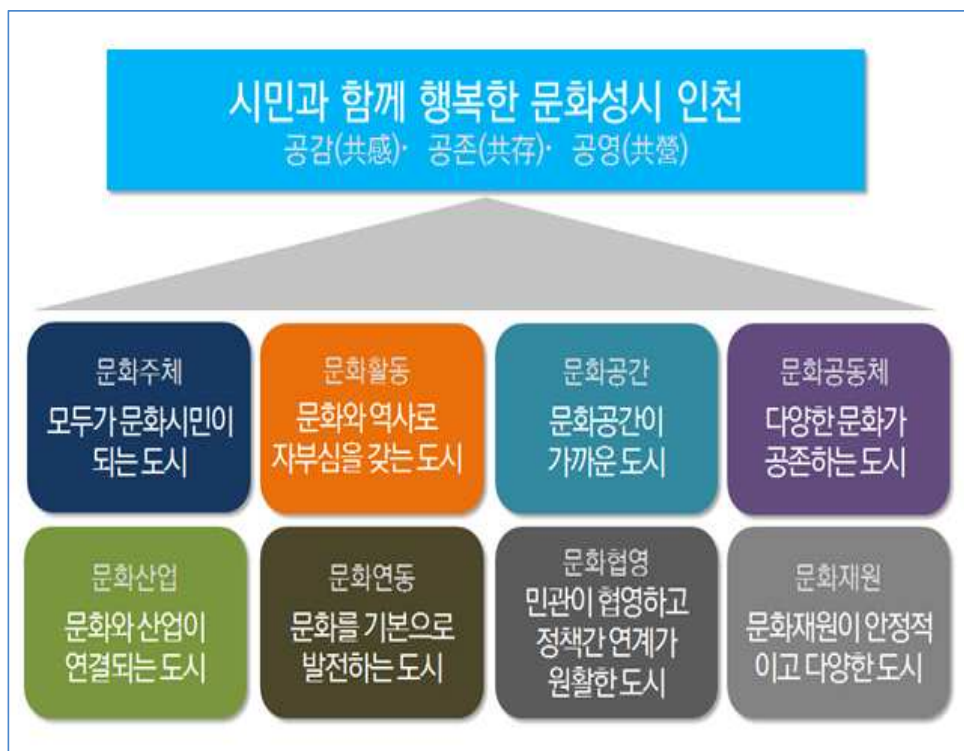 시민과 함께 행복한 문화성시 인천
공감(共感)· 공존(共存)· 공영(共營)
문화주체
모두가 문화시민이
되는 도시
문화활동
문화와 역사로
자부심을 갖는 도시
문화공간
문화공간이
가까운 도시
문화공동체
다양한 문화가
공존하는 도시
문화산업
문화와 산업이
연결되는 도시
문화연동
문화를 기본으로
발전하는 도시
문화협영
민관이 협영하고
정책간 연계가
원활한 도시
문화재원
문화재원이 안정적
이고 다양한 도시